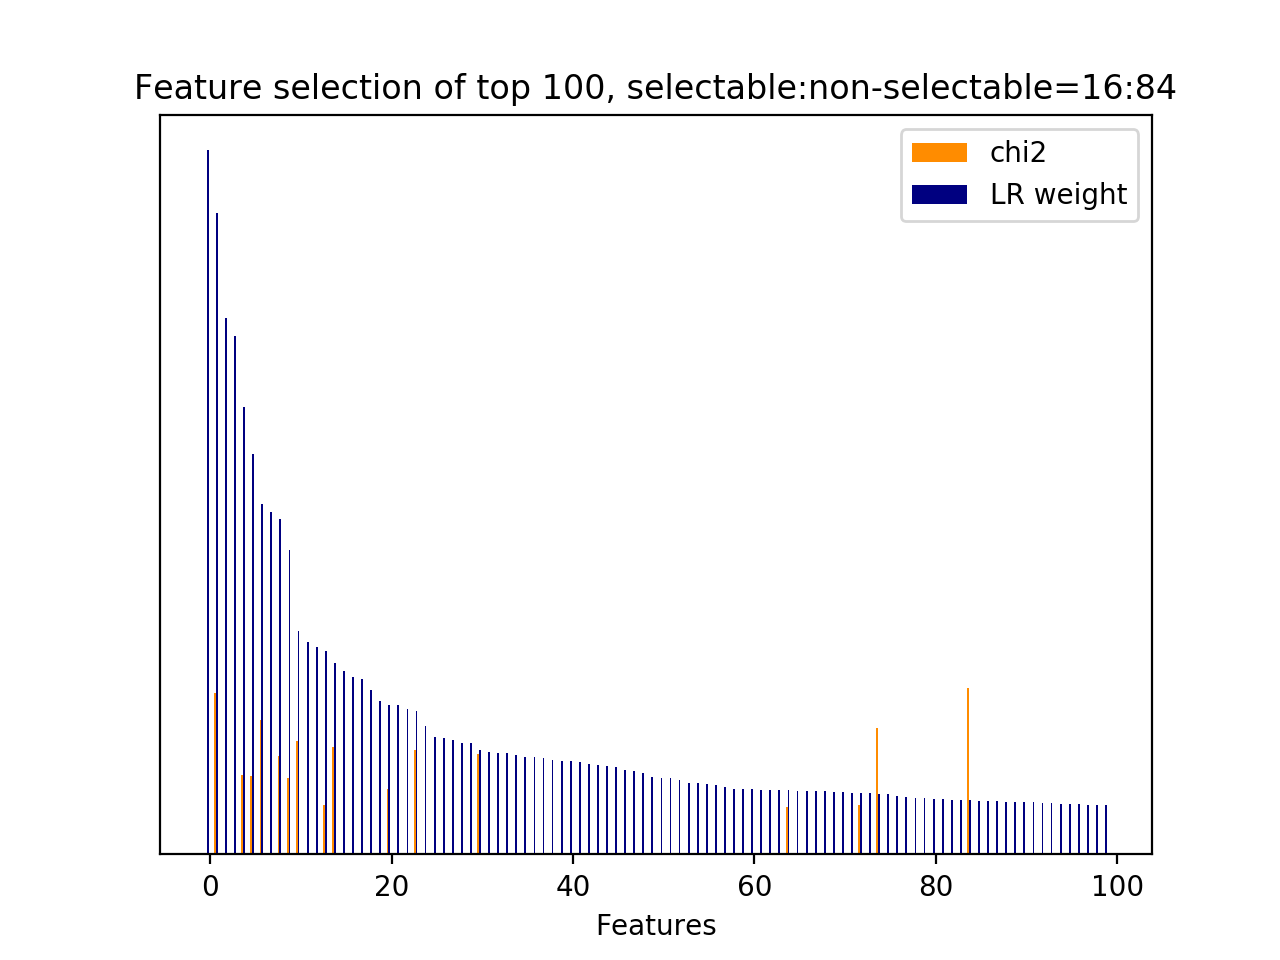 Feature selection of top 100, selectable:non-selectable=16:84
chi2
LR weight
0 20 40 60 80 100
Features